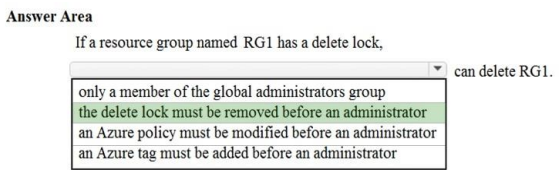 Answer Area
If a resource group named RG1 has a delete lock,
can delete RG1.
only a member of the global administrators group
the delete lock must be removed before an administrator
an Azure policy must be modified before an administrator
an Azure tag must be added before an administrator